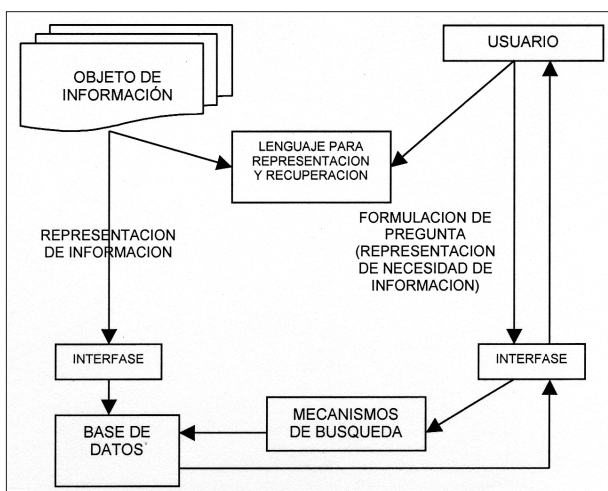 USUARIO
OBJETO DE
INFORMACIÓN
LENGUAJE PARA
REPRESENTACION
Y RECUPERACION
REPRESENTACION
DE INFORMACION
FORMULACION DE
PREGUNTA
(REPRESENTACION
DE NECESIDAD DE
INFORMACION)
INTERFASE
INTERFASE
MECANISMOS
DE BUSQUEDA
BASE DE
DATOS